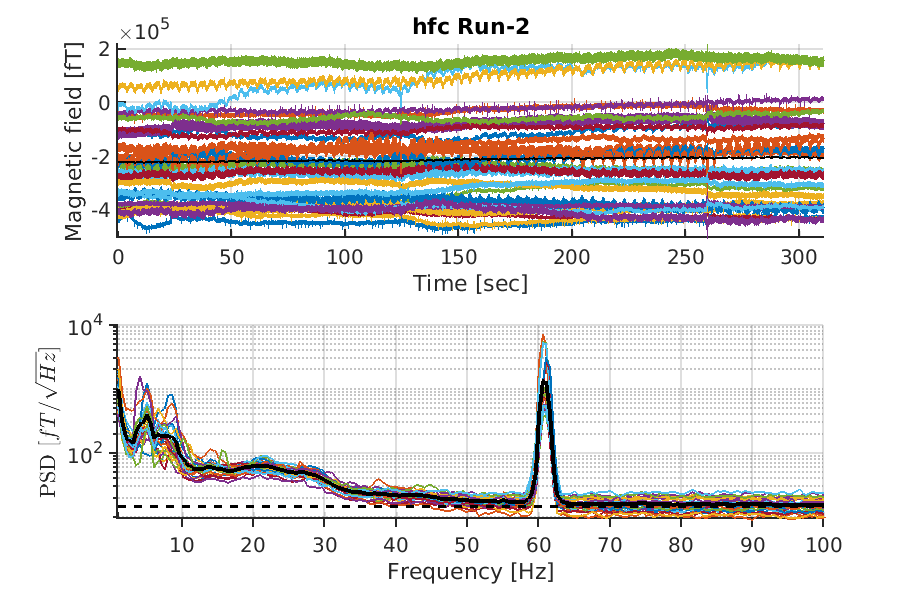 hfc Run-2
×10^5
Magnetic field [fT]
2
0
-2
-4
0 50 100 150 200 250 300
Time [sec]
PSD [fT/√Hz]
10^4
10^2
10 20 30 40 50 60 70 80 90 100
Frequency [Hz]